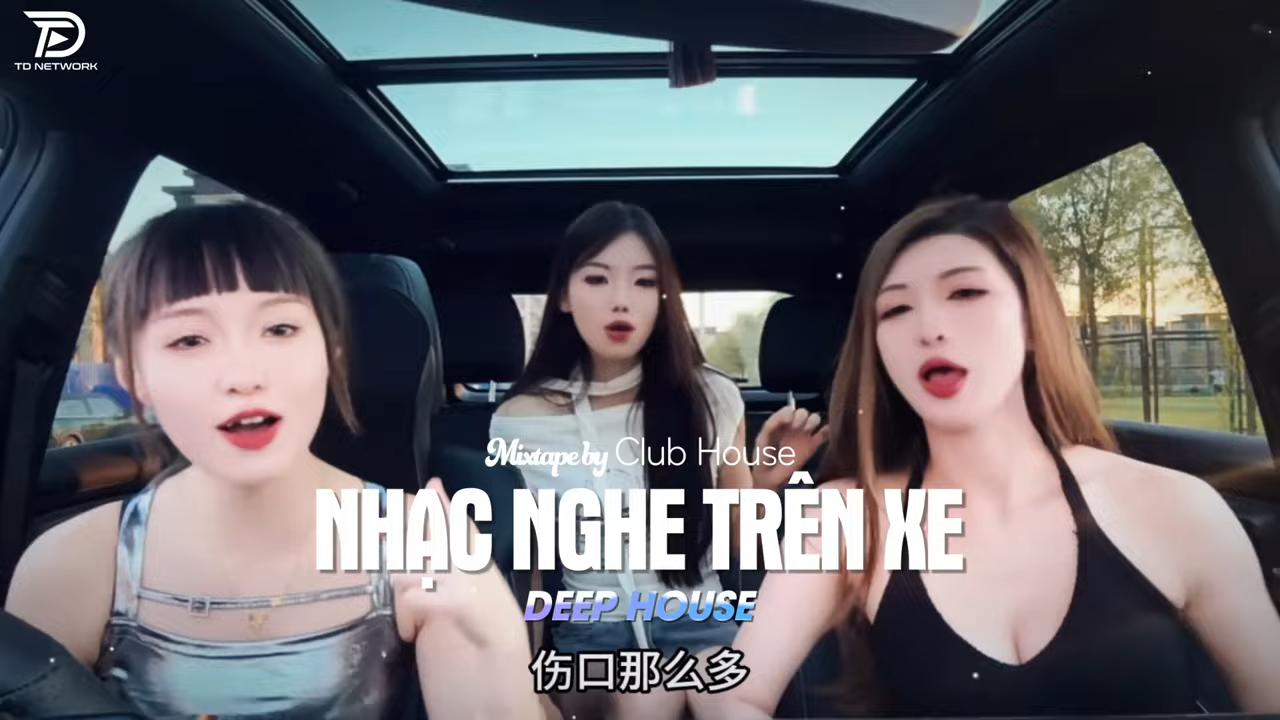 TD NETWORK
Mixtape by Club House
NHẠC NGHE TRÊN XE
DEEP HOUSE
伤口那么多